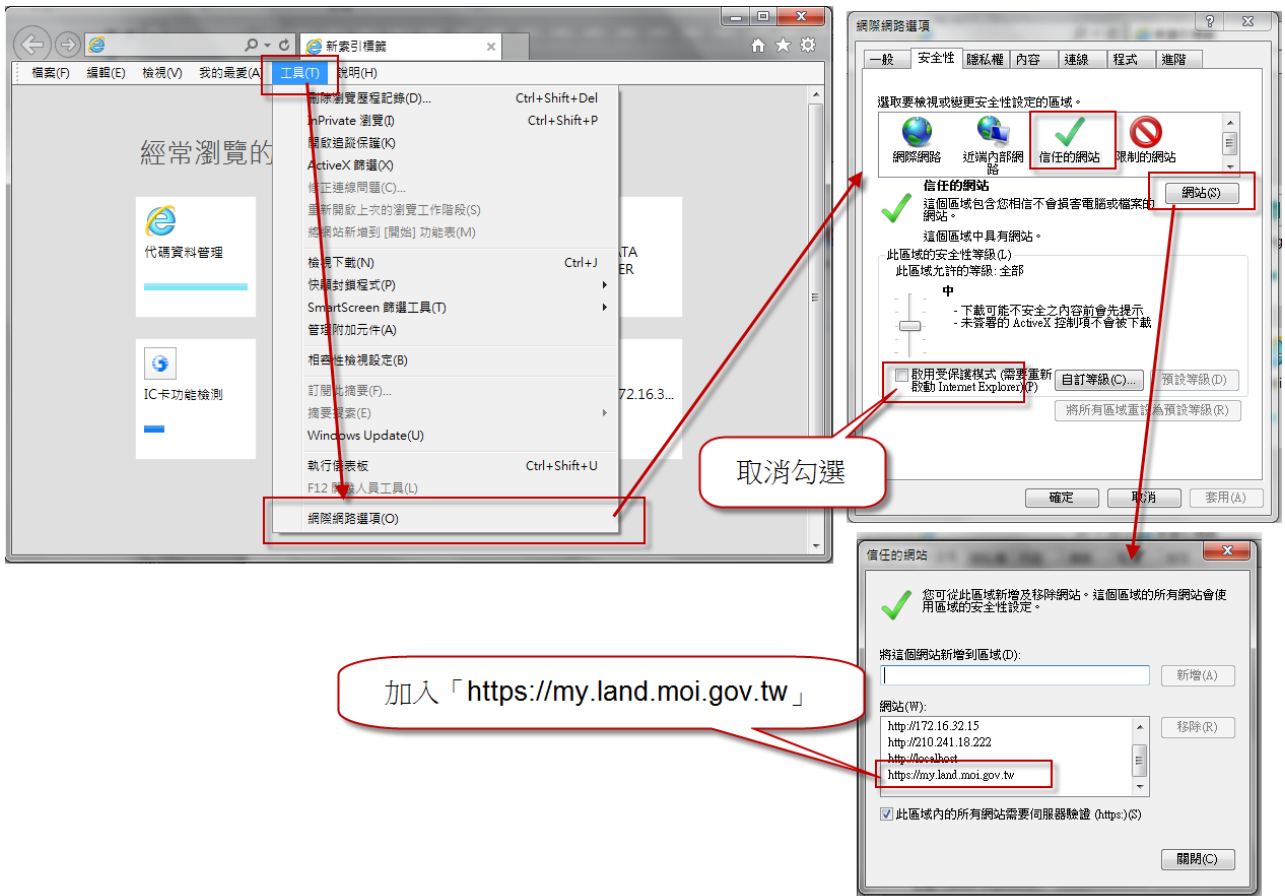 新索引標籤
檔案(F) 編輯(E) 檢視(V) 我的最愛(A) 工具(T) 說明(H)
刪除瀏覽歷程記錄(D)... Ctrl+Shift+Del
InPrivate 瀏覽(I) Ctrl+Shift+P
開啟追蹤保護(K)
ActiveX 篩選(X)
修正連線問題(C)...
重新開啟上次的瀏覽工作階段(S)
將網站新增到 [開始] 功能表(M)
檢視下載(N) Ctrl+J
快顯封鎖程式(P)
SmartScreen 篩選工具(T)
管理附加元件(A)
相容性檢視設定(B)
訂閱此摘要(F)...
摘要探索(E)
Windows Update(U)
執行儀表板 Ctrl+Shift+U
F12 開發人員工具(L)
網際網路選項(O)
經常瀏覽的
代碼資料管理
TA
ER
IC卡功能檢測
72.16.3...
網際網路選項
一般 安全性 隱私權 內容 連線 程式 進階
選取要檢視或變更安全性設定的區域。
網際網路 近端內部網路 信任的網站 限制的網站
信任的網站
網站(S)
這個區域包含您相信不會損害電腦或檔案的
網站。
這個區域中具有網站。
此區域的安全性等級(L)
此區域允許的等級: 全部
中
- 下載可能不安全之內容前會先提示
- 未簽署的 ActiveX 控制項不會被下載
啟用受保護模式 (需要重新
啟動 Internet Explorer)(P)
自訂等級(C)... 預設等級(D)
將所有區域重設為預設等級(R)
取消勾選
確定 取消 套用(A)
信任的網站
您可從此區域新增及移除網站。這個區域的所有網站會使
用區域的安全性設定。
將這個網站新增到區域(D):
新增(A)
網站(W):
http://172.16.32.15
http://210.241.18.222
http://localhost
https://my.land.moi.gov.tw
移除(R)
此區域內的所有網站需要伺服器驗證 (https:)(S)
關閉(C)
加入「https://my.land.moi.gov.tw」